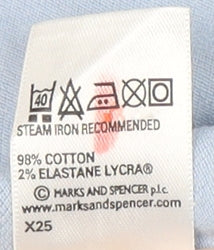 40
STEAM IRON RECOMMENDED
98% COTTON
2% ELASTANE LYCRA®
© MARKS AND SPENCER p.l.c.
www.marksandspencer.com
X25